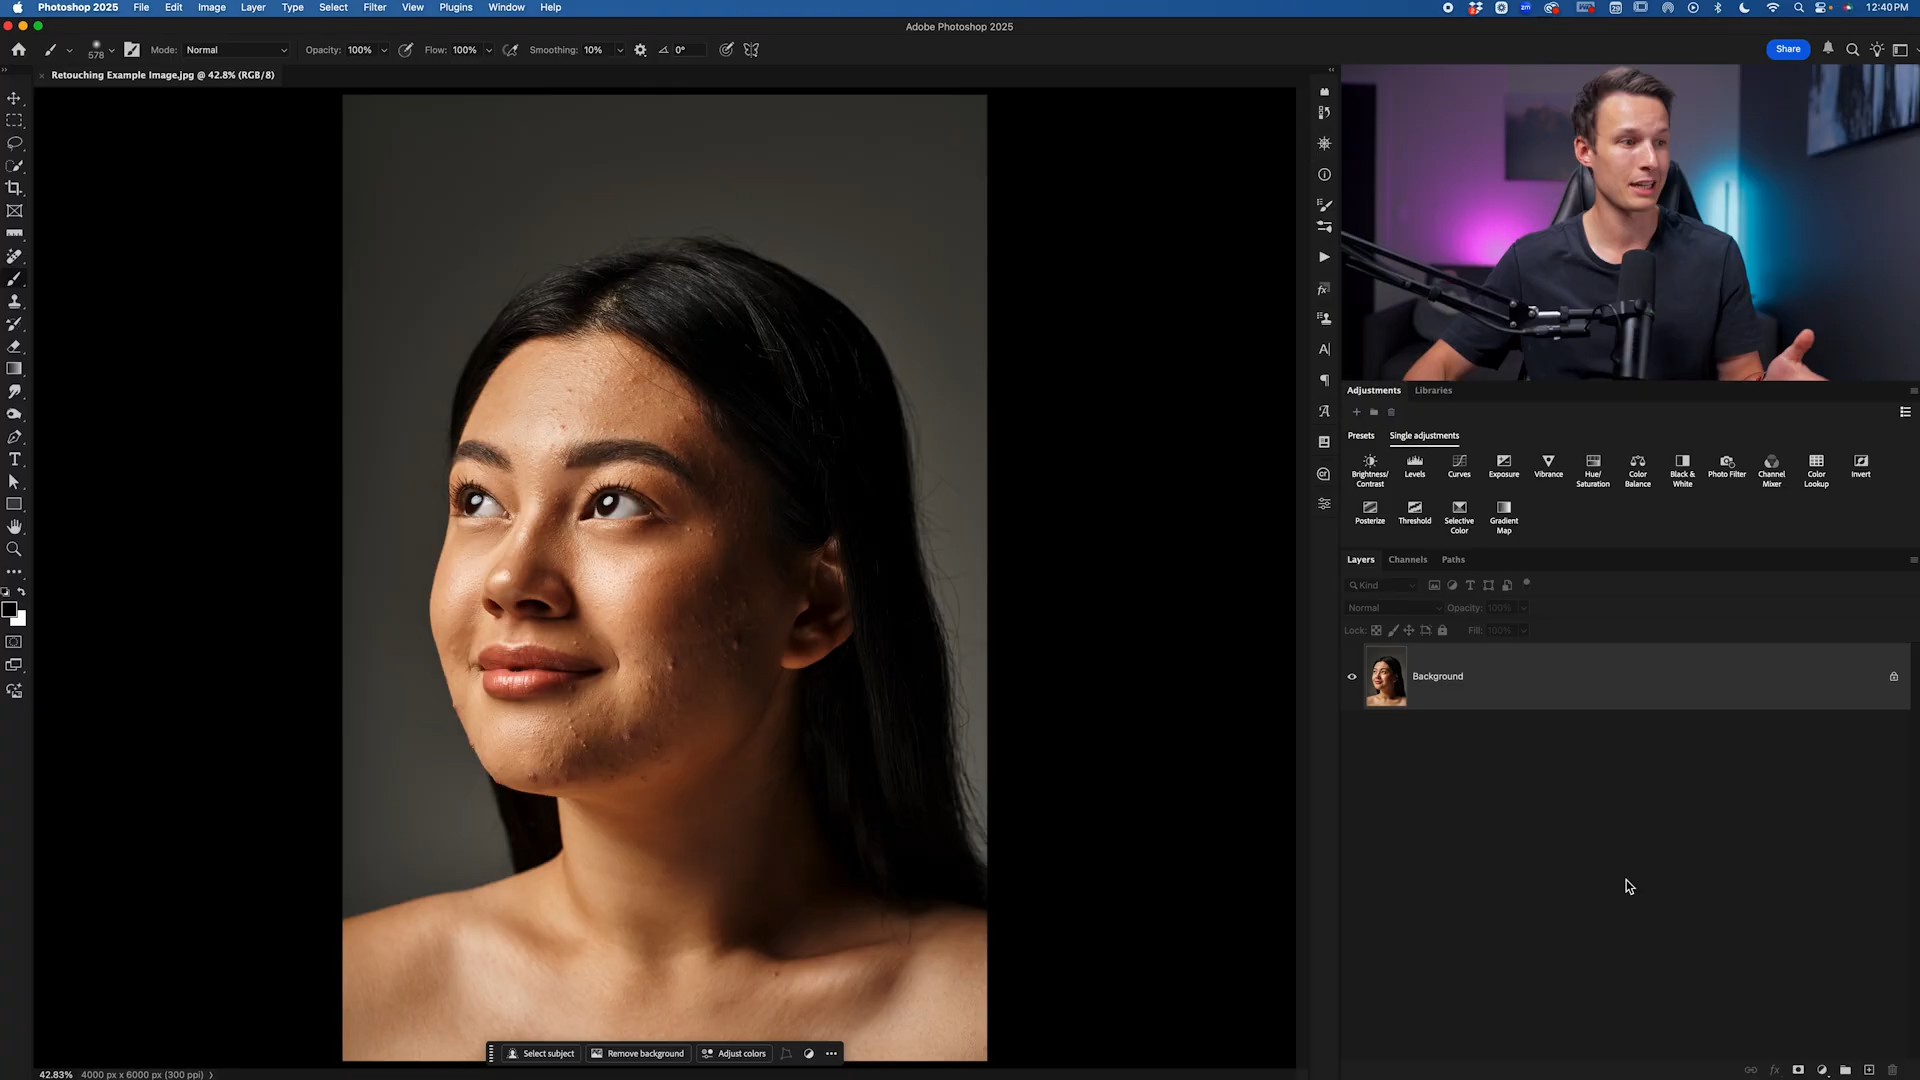 Photoshop 2025 File Edit Image Layer Type Select Filter View Plugins Window Help 12:40PM
Adobe Photoshop 2025
578 Mode: Normal Opacity: 100% Flow: 100% Smoothing: 10% 0° Share
Retouching Example Image.jpg @ 42.8% (RGB/8)
Adjustments Libraries
Presets Single adjustments
Brightness/Contrast Levels Curves Exposure Vibrance Hue/Saturation Color Balance Black & White Photo Filter Channel Mixer Color Lookup Invert
Posterize Threshold Selective Color Gradient Map
Layers Channels Paths
Kind
Normal Opacity: 100%
Lock: Fill: 100%
Background
Select subject Remove background Adjust colors
42.83% 4000 px x 6000 px (300 ppi)